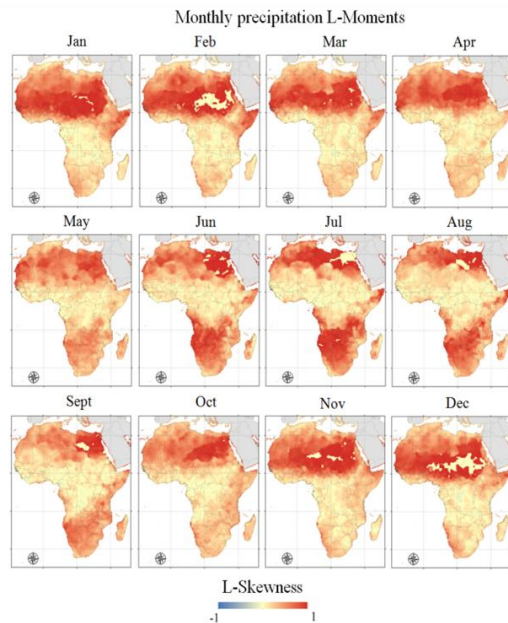 Monthly precipitation L-Moments
Jan Feb Mar Apr
May Jun Jul Aug
Sept Oct Nov Dec
L-Skewness
-1 1